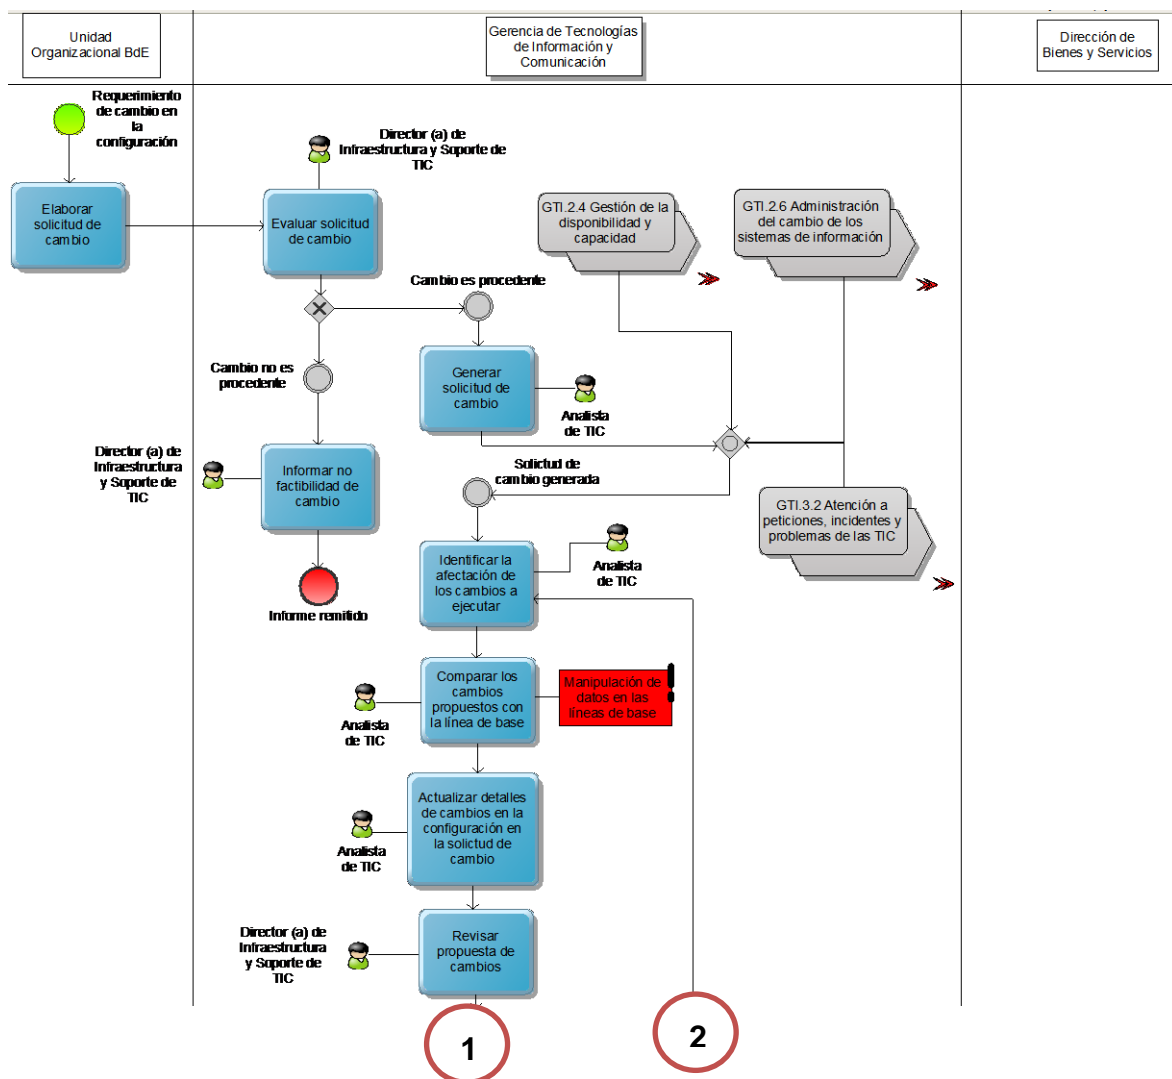 Unidad
Organizacional BdE
Gerencia de Tecnologías
de Información y
Comunicación
Dirección de
Bienes y Servicios
Requerimiento
de cambio en
la
configuración
Director (a) de
Infraestructura y Soporte de
TIC
Elaborar
solicitud de
cambio
Evaluar solicitud
de cambio
GTI.2.4 Gestión de la
disponibilidad y
capacidad
GTI.2.6 Administración
del cambio de los
sistemas de información
Cambio es procedente
Cambio no es
procedente
Generar
solicitud de
cambio
Analista
de TIC
Director (a) de
Infraestructura
y Soporte de
TIC
Informar no
factibilidad de
cambio
Solicitud de
cambio generada
GTI.3.2 Atención a
peticiones, incidentes y
problemas de las TIC
Identificar la
afectación de
los cambios a
ejecutar
Analista
de TIC
Informe remitido
Comparar los
cambios
propuestos con
la línea de base
Manipulación de
datos en las
líneas de base
Analista
de TIC
Actualizar detalles
de cambios en la
configuración en
la solicitud de
cambio
Analista
de TIC
Director (a) de
Infraestructura
y Soporte de
TIC
Revisar
propuesta de
cambios
1
2